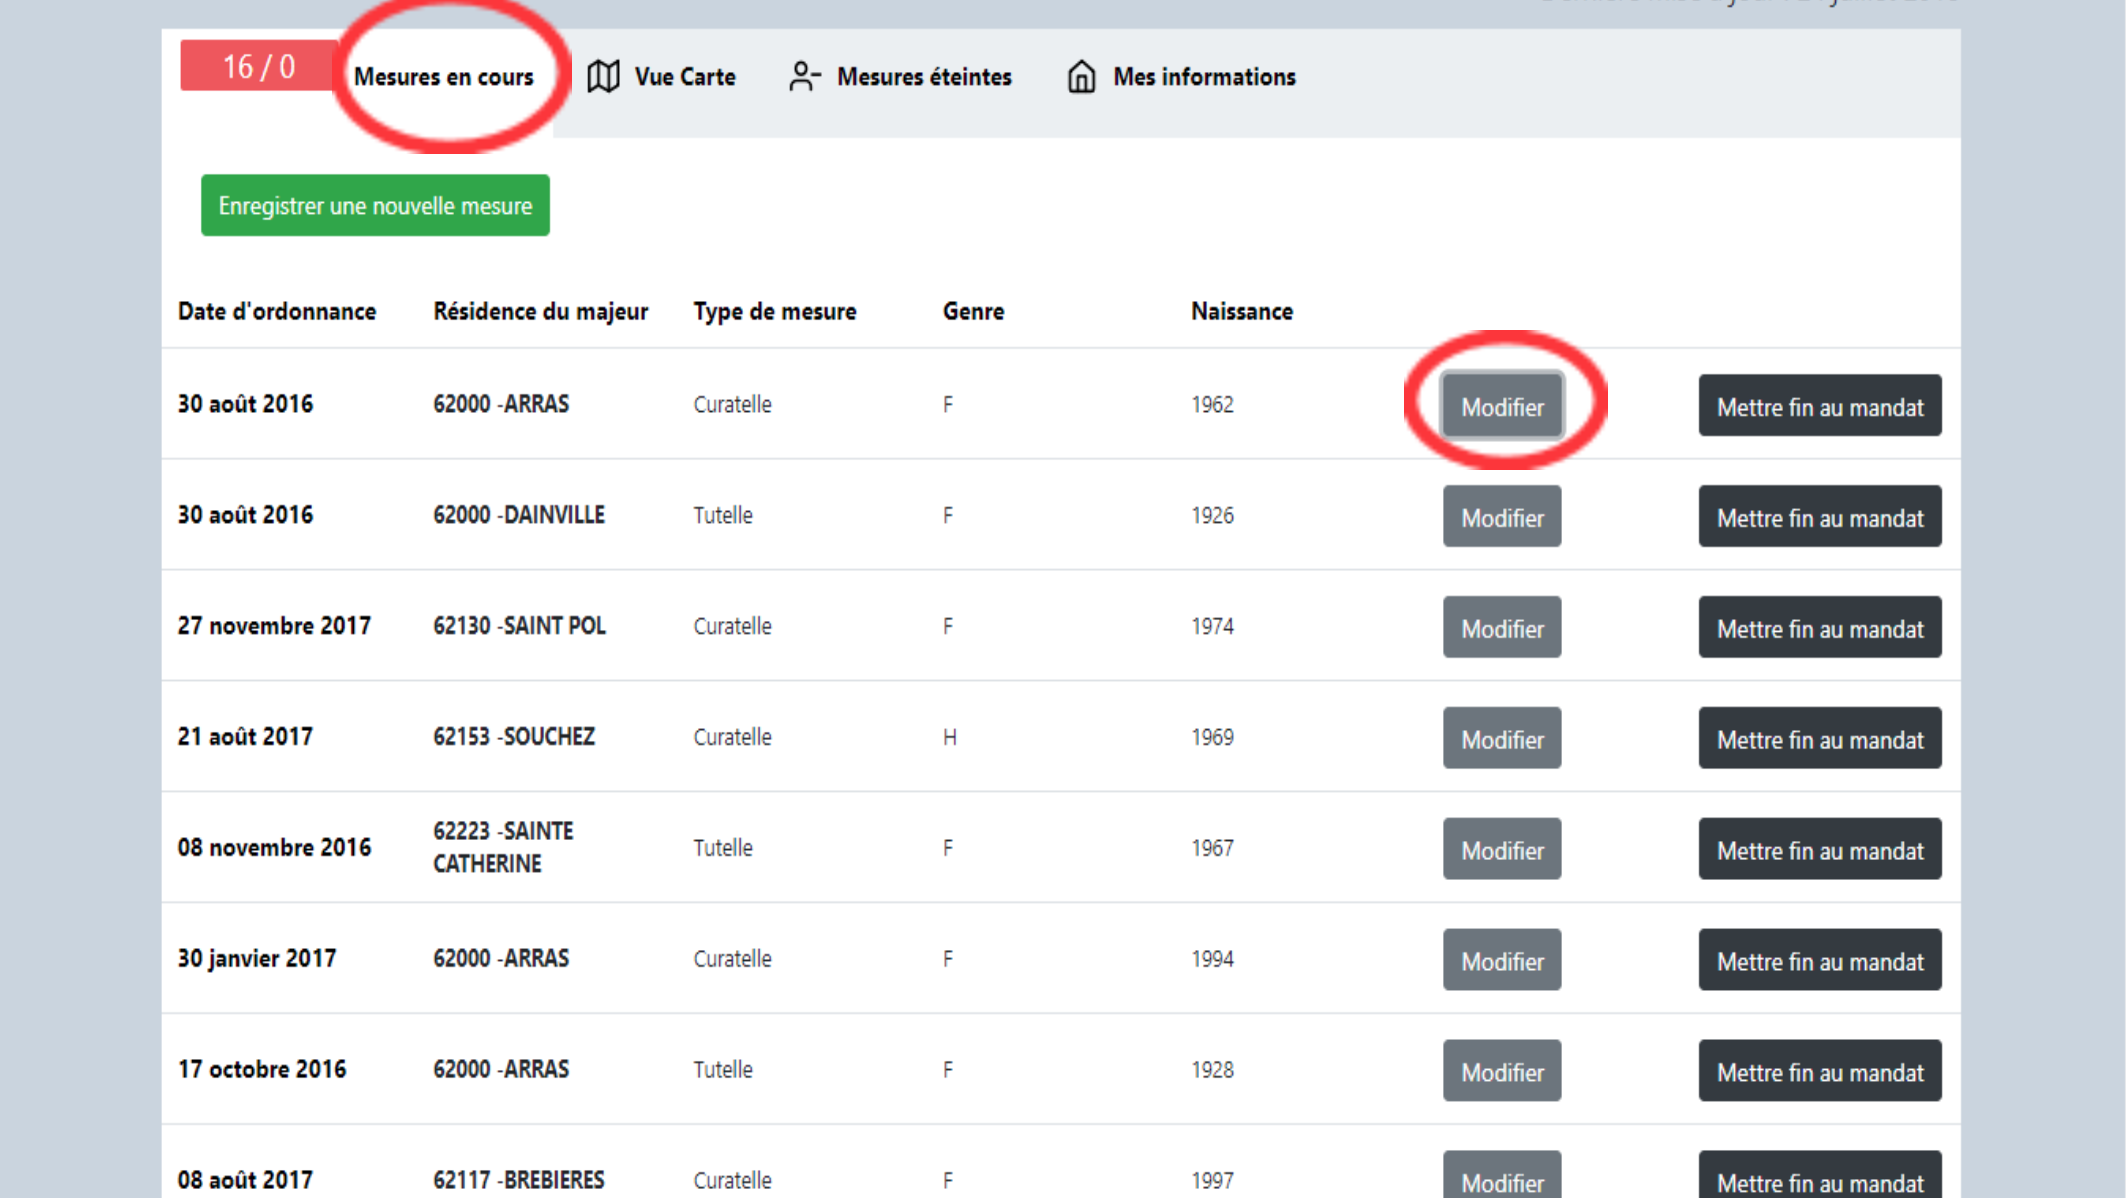 16 / 0
Mesures en cours
Vue Carte
Mesures éteintes
Mes informations
Enregistrer une nouvelle mesure
Date d'ordonnance Résidence du majeur Type de mesure Genre Naissance
30 août 2016 62000 -ARRAS Curatelle F 1962 Modifier Mettre fin au mandat
30 août 2016 62000 -DAINVILLE Tutelle F 1926 Modifier Mettre fin au mandat
27 novembre 2017 62130 -SAINT POL Curatelle F 1974 Modifier Mettre fin au mandat
21 août 2017 62153 -SOUCHEZ Curatelle H 1969 Modifier Mettre fin au mandat
08 novembre 2016 62223 -SAINTE
CATHERINE Tutelle F 1967 Modifier Mettre fin au mandat
30 janvier 2017 62000 -ARRAS Curatelle F 1994 Modifier Mettre fin au mandat
17 octobre 2016 62000 -ARRAS Tutelle F 1928 Modifier Mettre fin au mandat
08 août 2017 62117 -BREBIERES Curatelle F 1997 Modifier Mettre fin au mandat